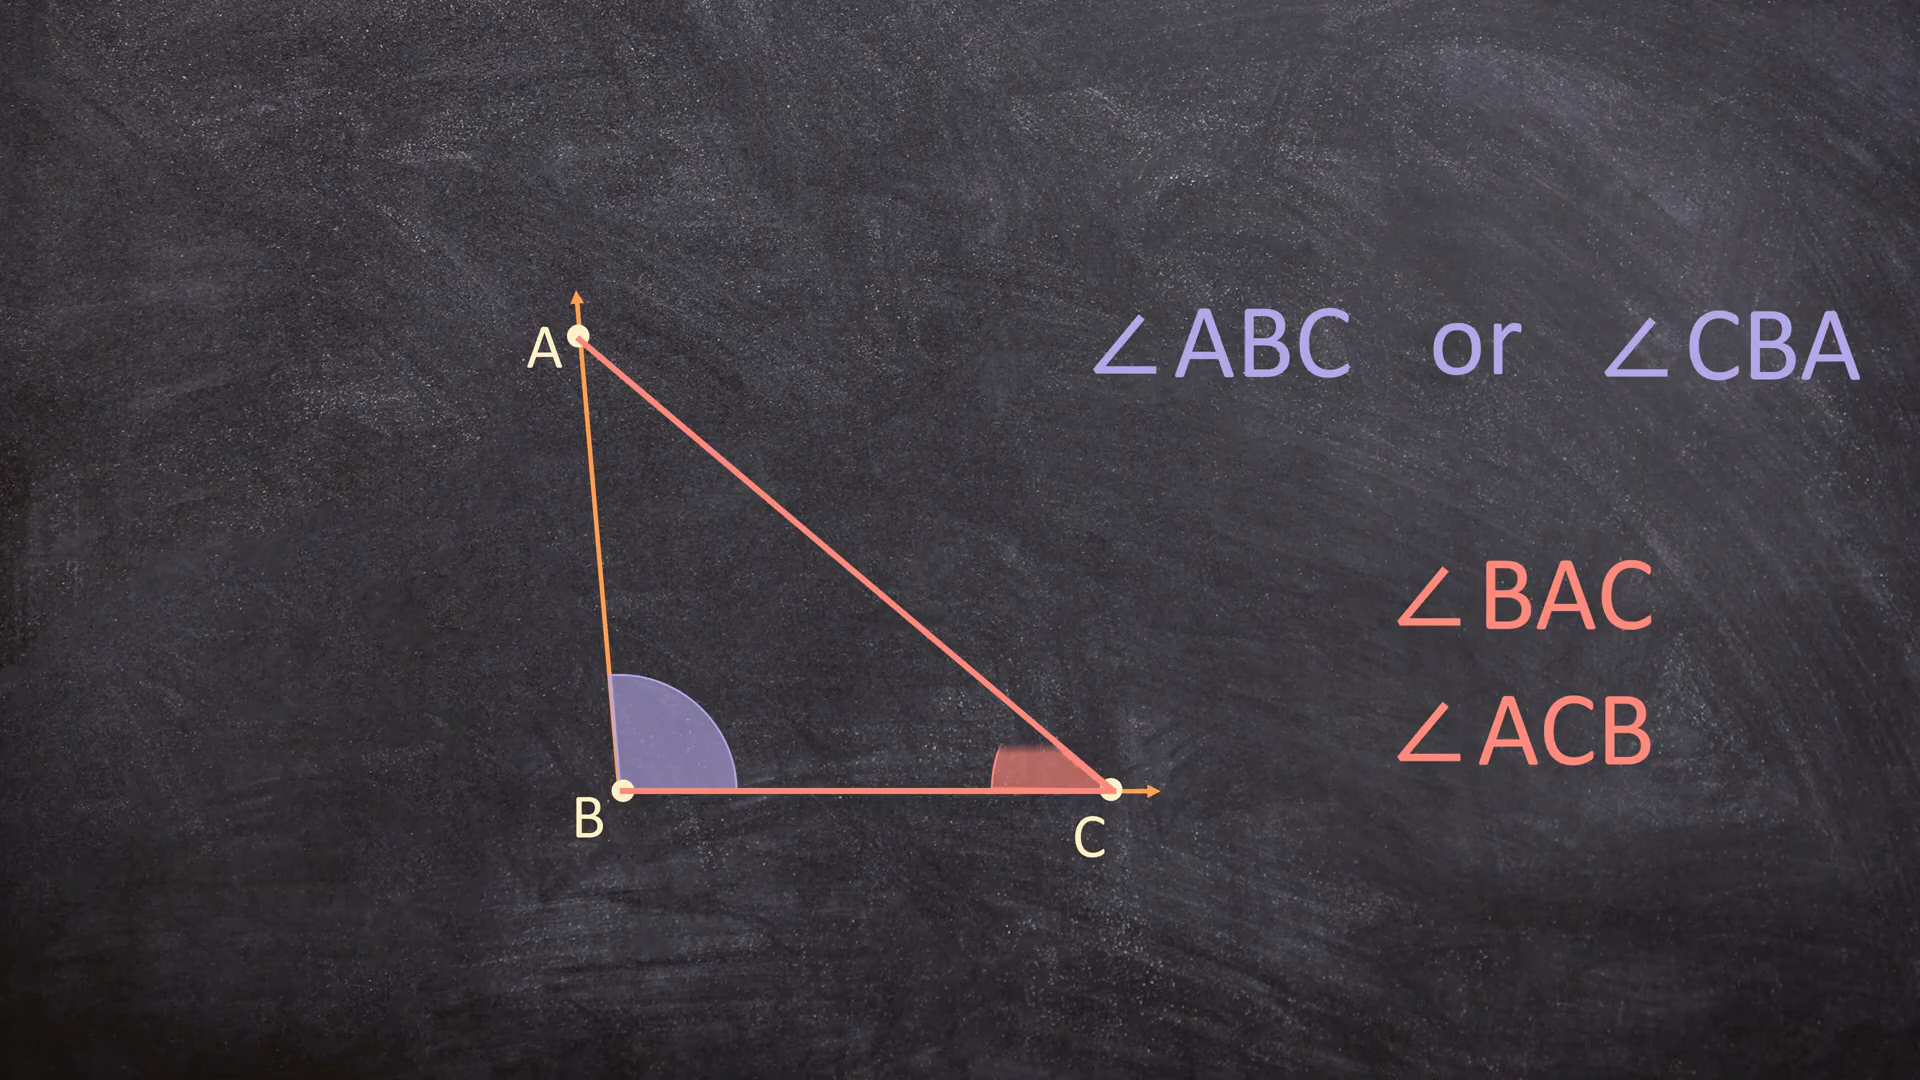 A
∠ABC or ∠CBA
∠BAC
∠ACB
B
C